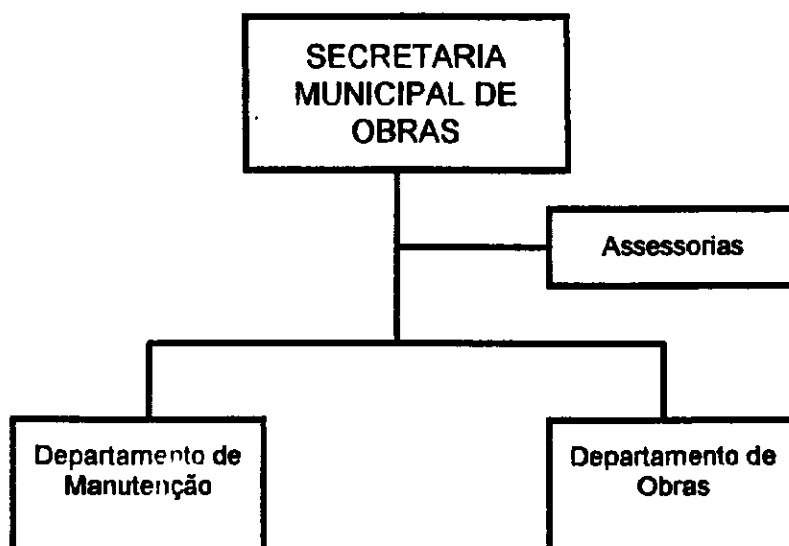 SECRETARIA
MUNICIPAL DE
OBRAS
Assessorias
Departamento de
Manutenção
Departamento de
Obras